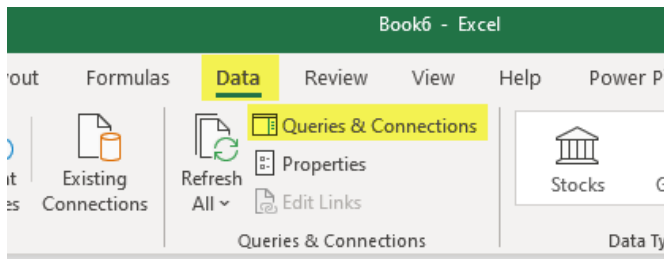 Book6 - Excel
Formulas Data Review View Help Power
Existing
Connections
Refresh
All
Queries & Connections
Properties
Edit Links
Queries & Connections
Stocks
Data